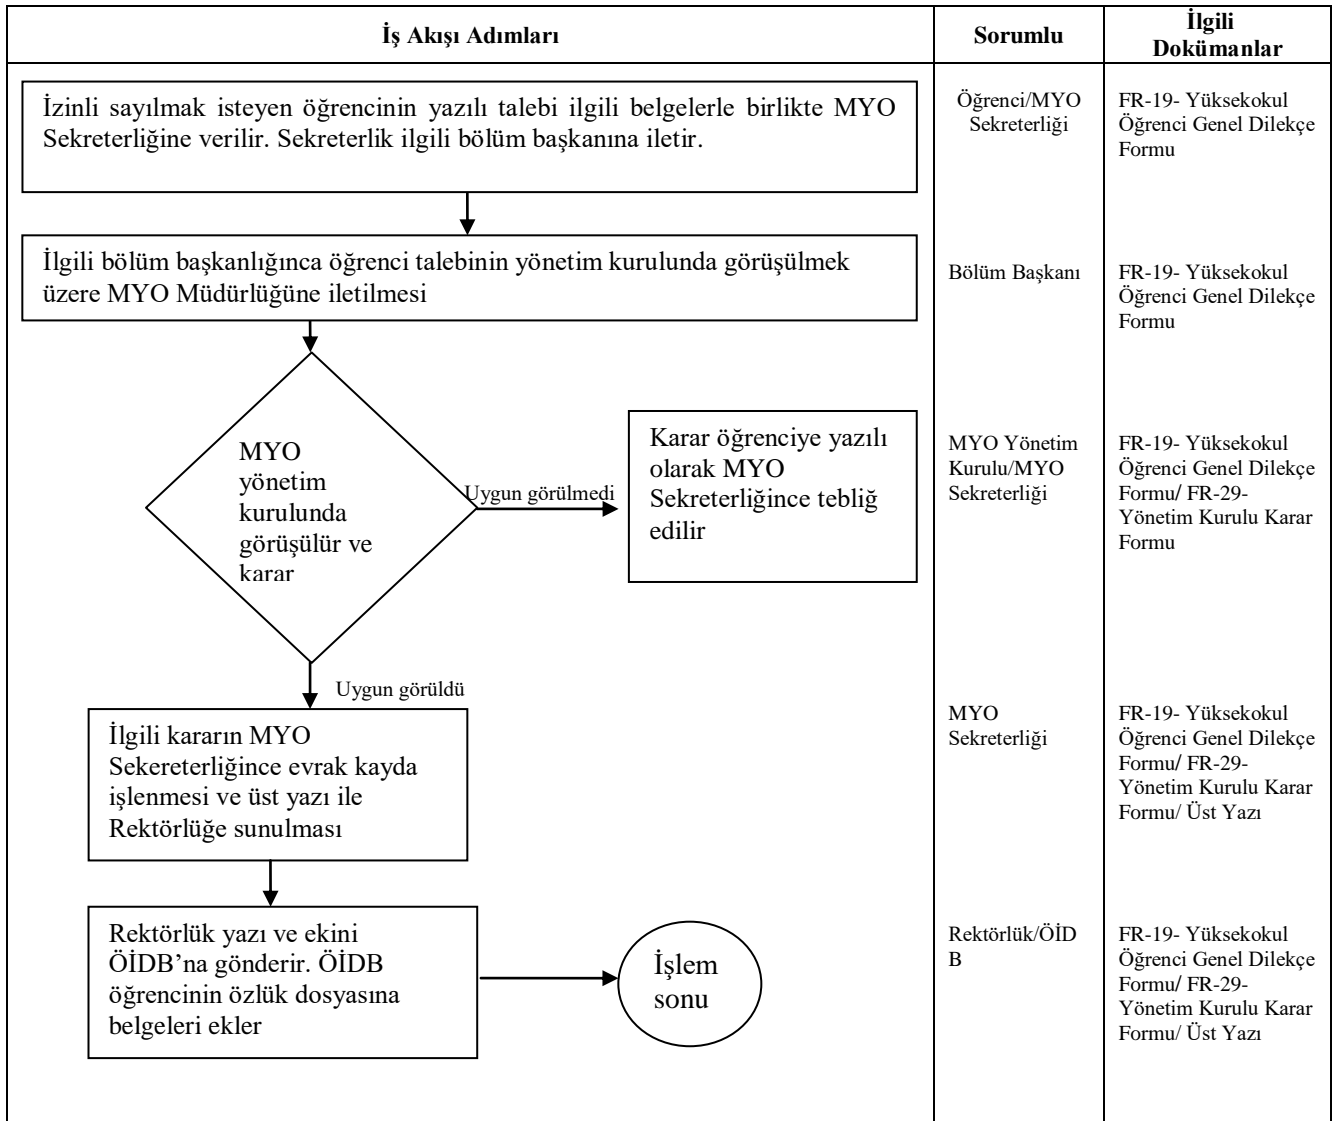 İş Akışı Adımları
Sorumlu
İlgili
Dokümanlar
İzinli sayılmak isteyen öğrencinin yazılı talebi ilgili belgelerle birlikte MYO
Sekreterliğine verilir. Sekreterlik ilgili bölüm başkanına iletir.
Öğrenci/MYO
Sekreterliği
FR-19- Yüksekokul
Öğrenci Genel Dilekçe
Formu
İlgili bölüm başkanlığınca öğrenci talebinin yönetim kurulunda görüşülmek
üzere MYO Müdürlüğüne iletilmesi
Bölüm Başkanı
FR-19- Yüksekokul
Öğrenci Genel Dilekçe
Formu
MYO
yönetim
kurulunda
görüşülür ve
karar
Uygun görülmedi
Karar öğrenciye yazılı
olarak MYO
Sekreterliğince tebliğ
edilir
MYO Yönetim
Kurulu/MYO
Sekreterliği
FR-19- Yüksekokul
Öğrenci Genel Dilekçe
Formu/ FR-29-
Yönetim Kurulu Karar
Formu
Uygun görüldü
İlgili kararın MYO
Sekereterliğince evrak kayda
işlenmesi ve üst yazı ile
Rektörlüğe sunulması
MYO
Sekreterliği
FR-19- Yüksekokul
Öğrenci Genel Dilekçe
Formu/ FR-29-
Yönetim Kurulu Karar
Formu/ Üst Yazı
Rektörlük yazı ve ekini
ÖİDB’na gönderir. ÖİDB
öğrencinin özlük dosyasına
belgeleri ekler
İşlem
sonu
Rektörlük/ÖİD
B
FR-19- Yüksekokul
Öğrenci Genel Dilekçe
Formu/ FR-29-
Yönetim Kurulu Karar
Formu/ Üst Yazı